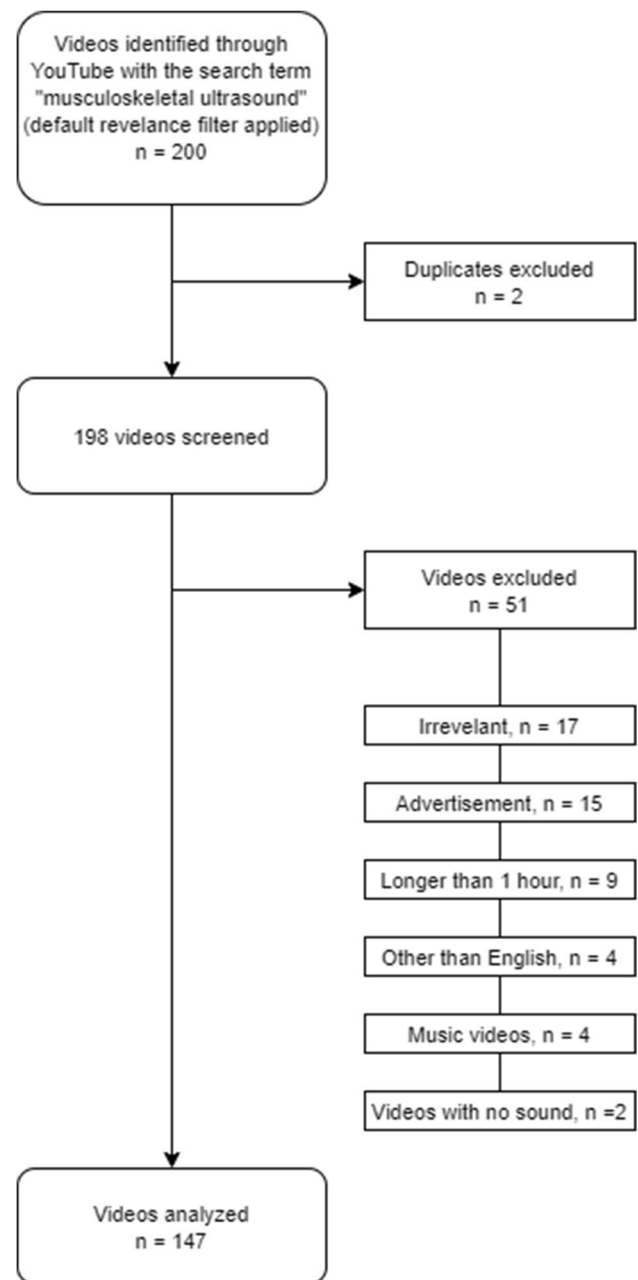 Videos identified through
YouTube with the search term
"musculoskeletal ultrasound"
(default revelance filter applied)
n = 200
Duplicates excluded
n = 2
198 videos screened
Videos excluded
n = 51
Irrevelant, n = 17
Advertisement, n = 15
Longer than 1 hour, n = 9
Other than English, n = 4
Music videos, n = 4
Videos with no sound, n =2
Videos analyzed
n = 147